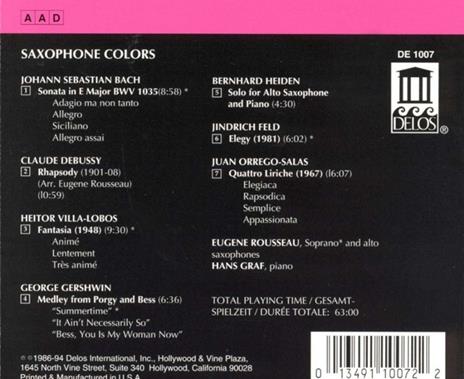 AAD
SAXOPHONE COLORS
DE 1007
DELOS
JOHANN SEBASTIAN BACH
1 Sonata in E Major BWV 1035(8:58) *
Adagio ma non tanto
Allegro
Siciliano
Allegro assai
CLAUDE DEBUSSY
2 Rhapsody (1901-08)
(Arr. Eugene Rousseau)
(l0:59)
HEITOR VILLA-LOBOS
3 Fantasia (1948) (9:30) *
Animé
Lentement
Très animé
GEORGE GERSHWIN
4 Medley from Porgy and Bess (6:36)
"Summertime" *
"It Ain't Necessarily So"
"Bess, You Is My Woman Now"
BERNHARD HEIDEN
5 Solo for Alto Saxophone
and Piano (4:30)
JINDRICH FELD
6 Elegy (1981) (6:02) *
JUAN ORREGO-SALAS
7 Quattro Liriche (1967) (l6:07)
Elegiaca
Rapsodica
Semplice
Appassionata
EUGENE ROUSSEAU, Soprano* and alto
saxophones
HANS GRAF, piano
TOTAL PLAYING TIME / GESAMT-
SPIELZEIT / DURÉE TOTALE: 63:00
℗ © 1986-94 Delos International, Inc., Hollywood & Vine Plaza,
1645 North Vine Street, Suite 340 Hollywood, California 90028
Printed & Manufactured in U.S.A.
0 13491 10072 2